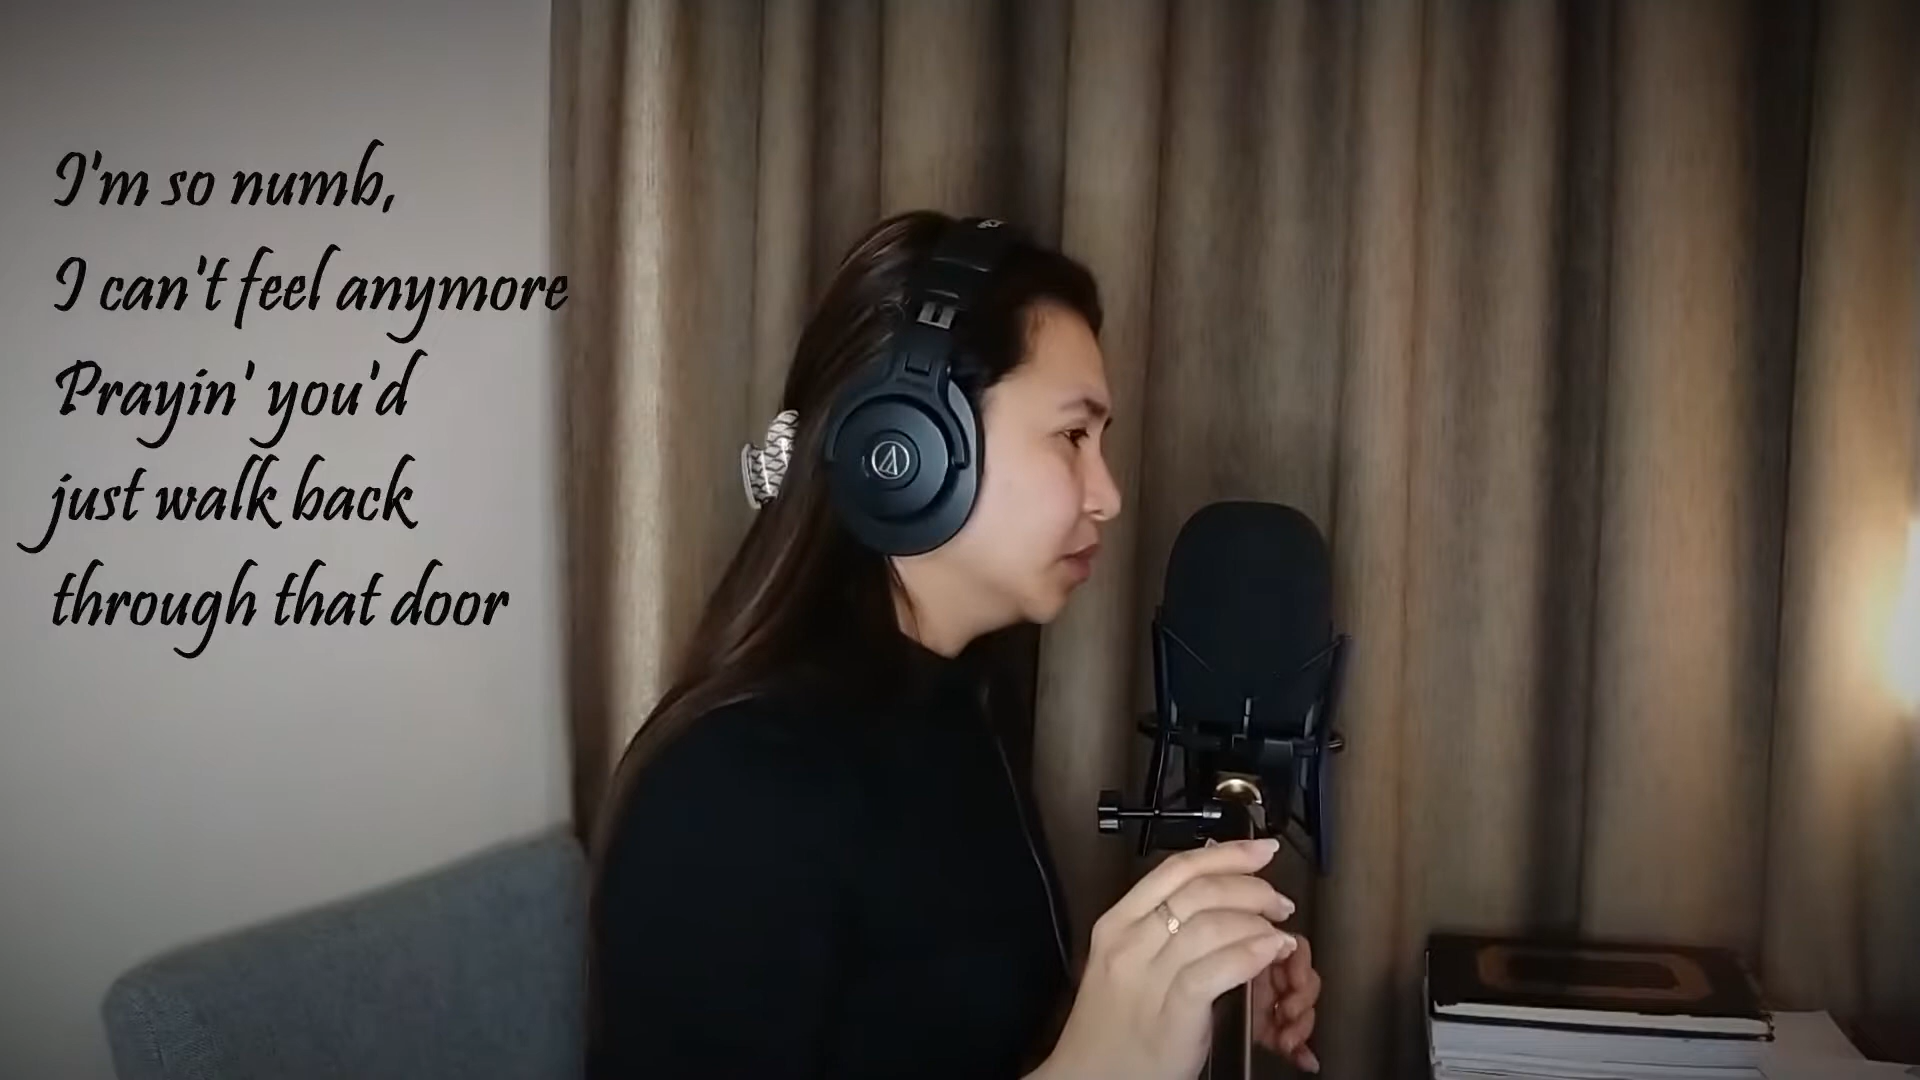 I'm so numb,
I can't feel anymore
Prayin' you'd
just walk back
through that door